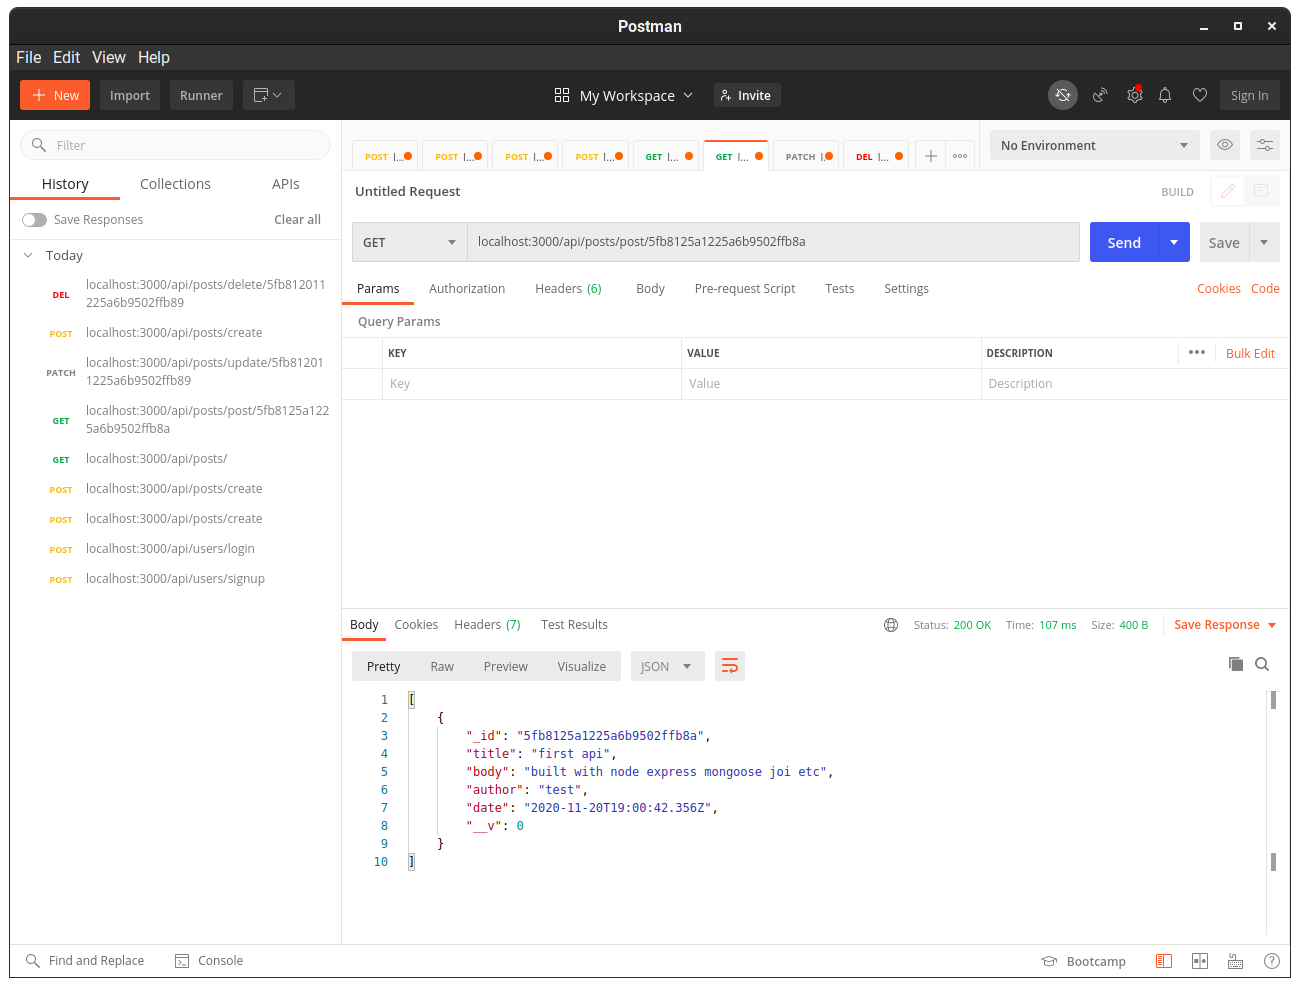 Postman
File Edit View Help
New Import Runner My Workspace Invite Sign In
Filter
History Collections APIs
Save Responses Clear all
Today
DEL localhost:3000/api/posts/delete/5fb812011
225a6b9502ffb89
POST localhost:3000/api/posts/create
PATCH localhost:3000/api/posts/update/5fb81201
1225a6b9502ffb89
GET localhost:3000/api/posts/post/5fb8125a122
5a6b9502ffb8a
GET localhost:3000/api/posts/
POST localhost:3000/api/posts/create
POST localhost:3000/api/posts/create
POST localhost:3000/api/users/login
POST localhost:3000/api/users/signup
POST l... POST l... POST l... POST l... GET l... GET l... PATCH l. DEL l...
No Environment
Untitled Request BUILD
GET localhost:3000/api/posts/post/5fb8125a1225a6b9502ffb8a Send Save
Params Authorization Headers (6) Body Pre-request Script Tests Settings Cookies Code
Query Params
KEY VALUE DESCRIPTION ••• Bulk Edit
Key Value Description
Body Cookies Headers (7) Test Results Status: 200 OK Time: 107 ms Size: 400 B Save Response
Pretty Raw Preview Visualize JSON
1 [
2 {
3 "_id": "5fb8125a1225a6b9502ffb8a",
4 "title": "first api",
5 "body": "built with node express mongoose joi etc",
6 "author": "test",
7 "date": "2020-11-20T19:00:42.356Z",
8 "__v": 0
9 }
10 ]
Find and Replace Console Bootcamp